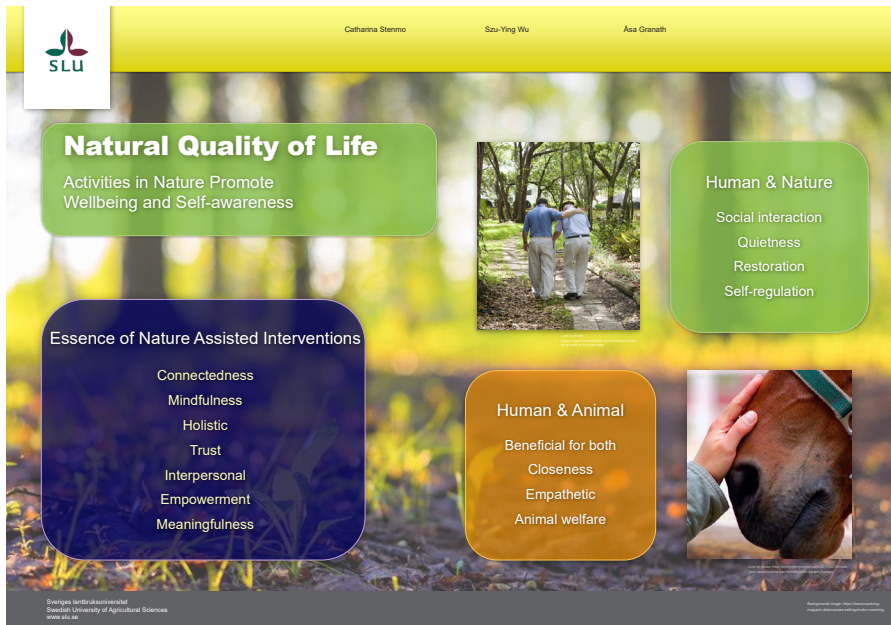 Catharina Stenmo
Szu-Ying Wu
Åsa Granath
SLU
Natural Quality of Life
Activities in Nature Promote
Wellbeing and Self-awareness
Human & Nature
Social interaction
Quietness
Restoration
Self-regulation
Essence of Nature Assisted Interventions
Connectedness
Mindfulness
Holistic
Trust
Interpersonal
Empowerment
Meaningfulness
Human & Animal
Beneficial for both
Closeness
Empathetic
Animal welfare
Sveriges lantbruksuniversitet
Swedish University of Agricultural Sciences
www.slu.se